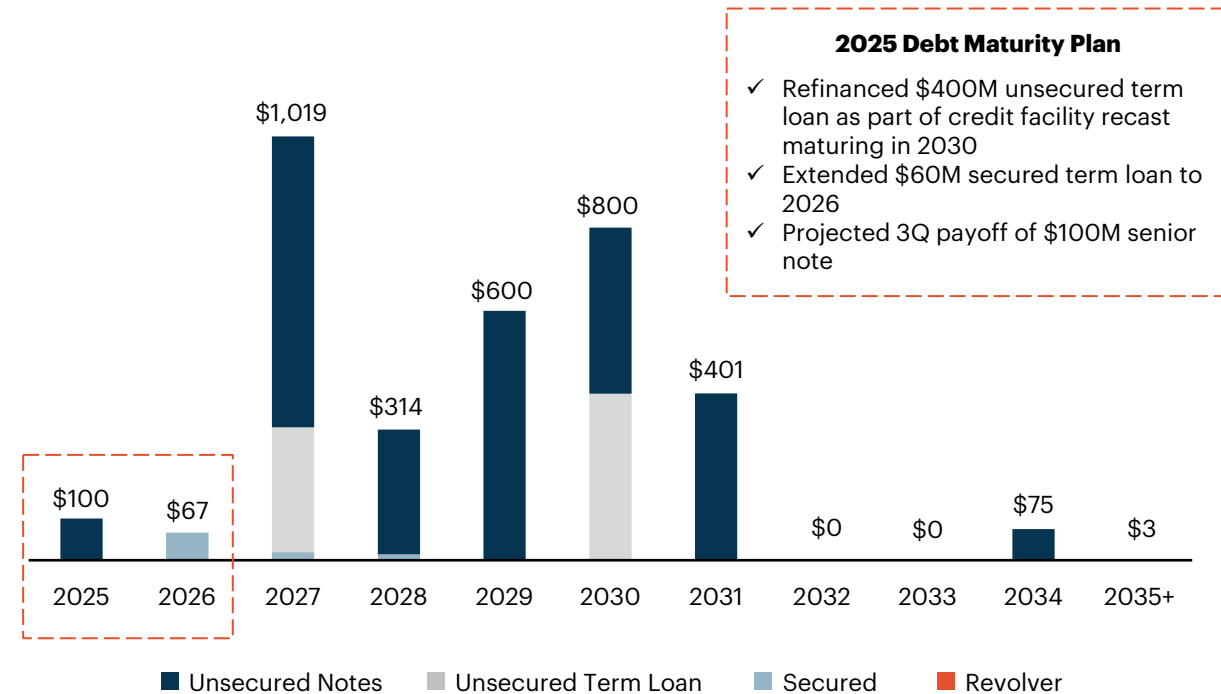 2025 Debt Maturity Plan
✓ Refinanced $400M unsecured term
loan as part of credit facility recast
maturing in 2030
✓ Extended $60M secured term loan to
2026
✓ Projected 3Q payoff of $100M senior
note
$1,019
$800
$600
$401
$314
$100
$67
$0
$0
$75
$3
2025 2026 2027 2028 2029 2030 2031 2032 2033 2034 2035+
Unsecured Notes Unsecured Term Loan Secured Revolver